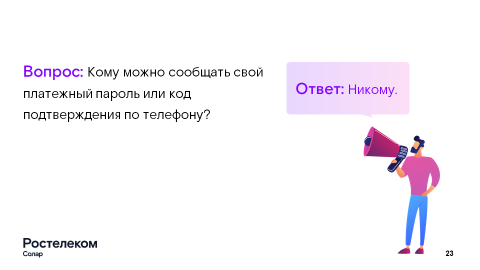 Вопрос: Кому можно сообщать свой
платежный пароль или код
подтверждения по телефону?
Ответ: Никому.
Ростелеком
Солар
23